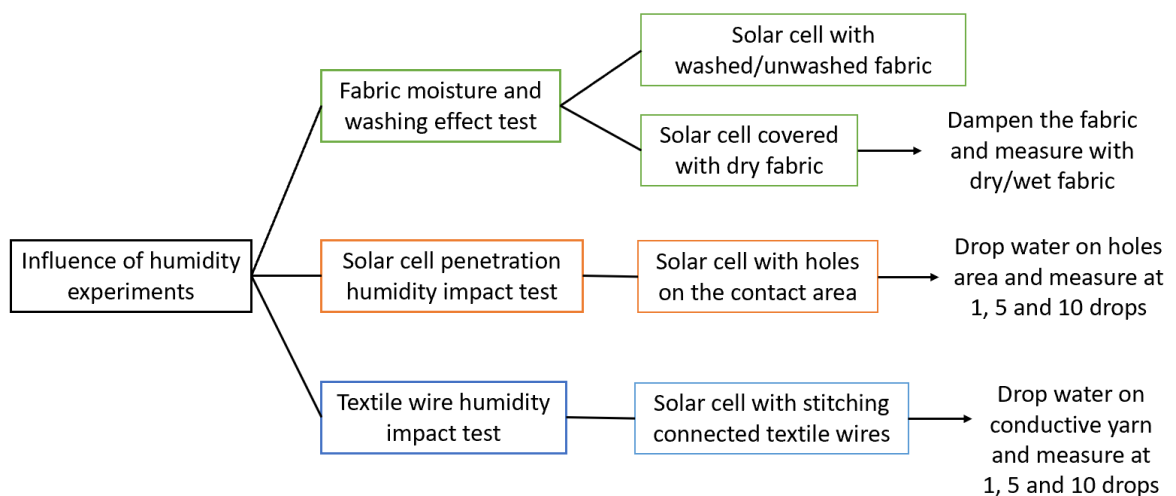 Influence of humidity
experiments
Fabric moisture and
washing effect test
Solar cell with
washed/unwashed fabric
Solar cell covered
with dry fabric
Dampen the fabric
and measure with
dry/wet fabric
Solar cell penetration
humidity impact test
Solar cell with holes
on the contact area
Drop water on holes
area and measure at
1, 5 and 10 drops
Textile wire humidity
impact test
Solar cell with stitching
connected textile wires
Drop water on
conductive yarn
and measure at
1, 5 and 10 drops